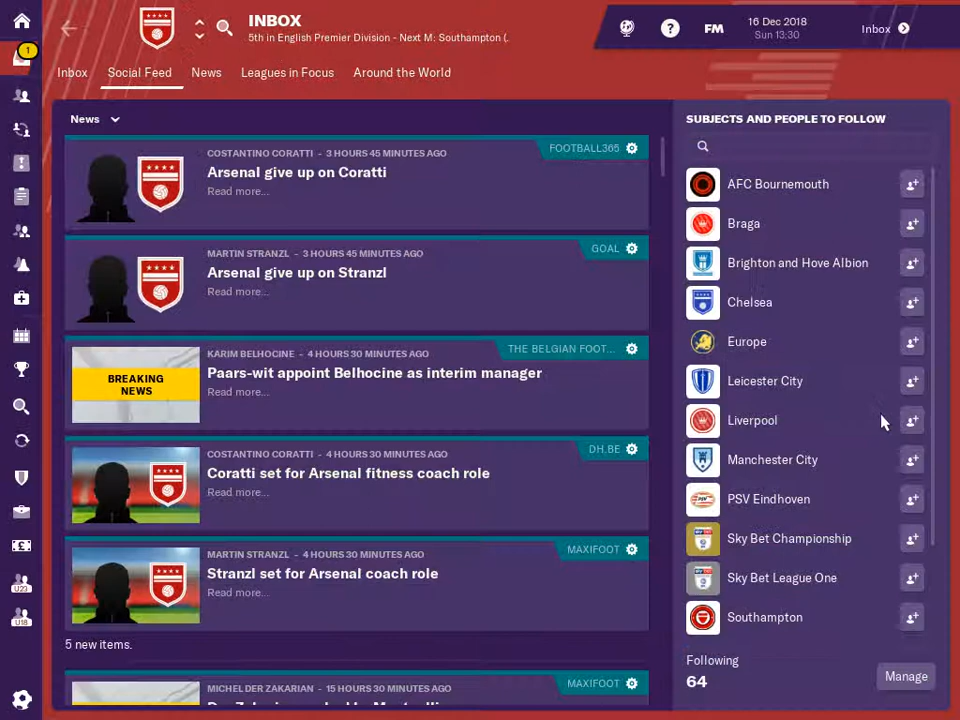 INBOX
5th in English Premier Division - Next M: Southampton (.
1
16 Dec 2018
Sun 13:30
?
FM
Inbox
Inbox
Social Feed
News
Leagues in Focus
Around the World
News
COSTANTINO CORATTI - 3 HOURS 45 MINUTES AGO
FOOTBALL365
Arsenal give up on Coratti
Read more...
MARTIN STRANZL - 3 HOURS 45 MINUTES AGO
GOAL
Arsenal give up on Stranzl
Read more...
BREAKING NEWS
KARIM BELHOCINE - 4 HOURS 30 MINUTES AGO
THE BELGIAN FOOT...
Paars-wit appoint Belhocine as interim manager
Read more...
COSTANTINO CORATTI - 4 HOURS 30 MINUTES AGO
DH.BE
Coratti set for Arsenal fitness coach role
Read more...
MARTIN STRANZL - 4 HOURS 30 MINUTES AGO
MAXIFOOT
Stranzl set for Arsenal coach role
Read more...
5 new items.
MICHEL DER ZAKARIAN - 15 HOURS 30 MINUTES AGO
MAXIFOOT
SUBJECTS AND PEOPLE TO FOLLOW
AFC Bournemouth
Braga
Brighton and Hove Albion
Chelsea
Europe
Leicester City
Liverpool
Manchester City
PSV Eindhoven
Sky Bet Championship
Sky Bet League One
Southampton
Following
64
Manage
U23
U18